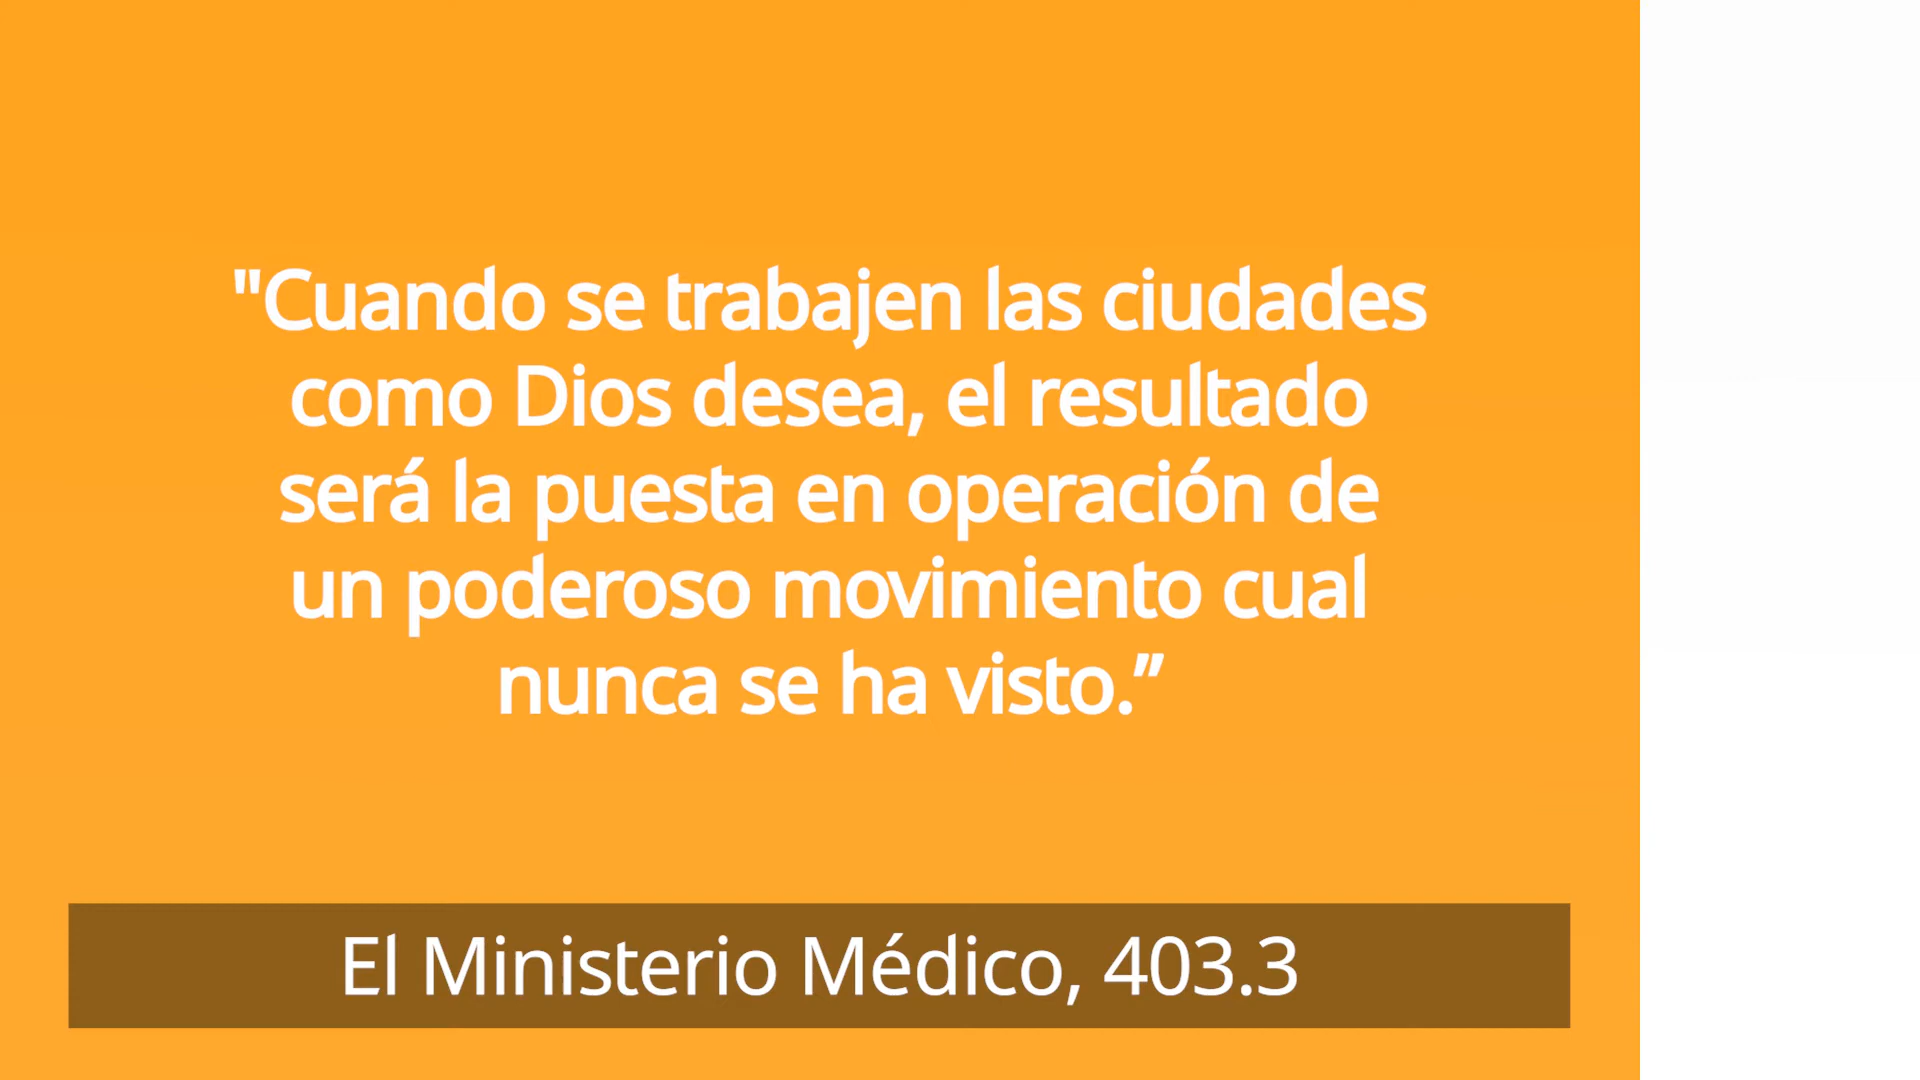 "Cuando se trabajen las ciudades
como Dios desea, el resultado
será la puesta en operación de
un poderoso movimiento cual
nunca se ha visto.”
El Ministerio Médico, 403.3